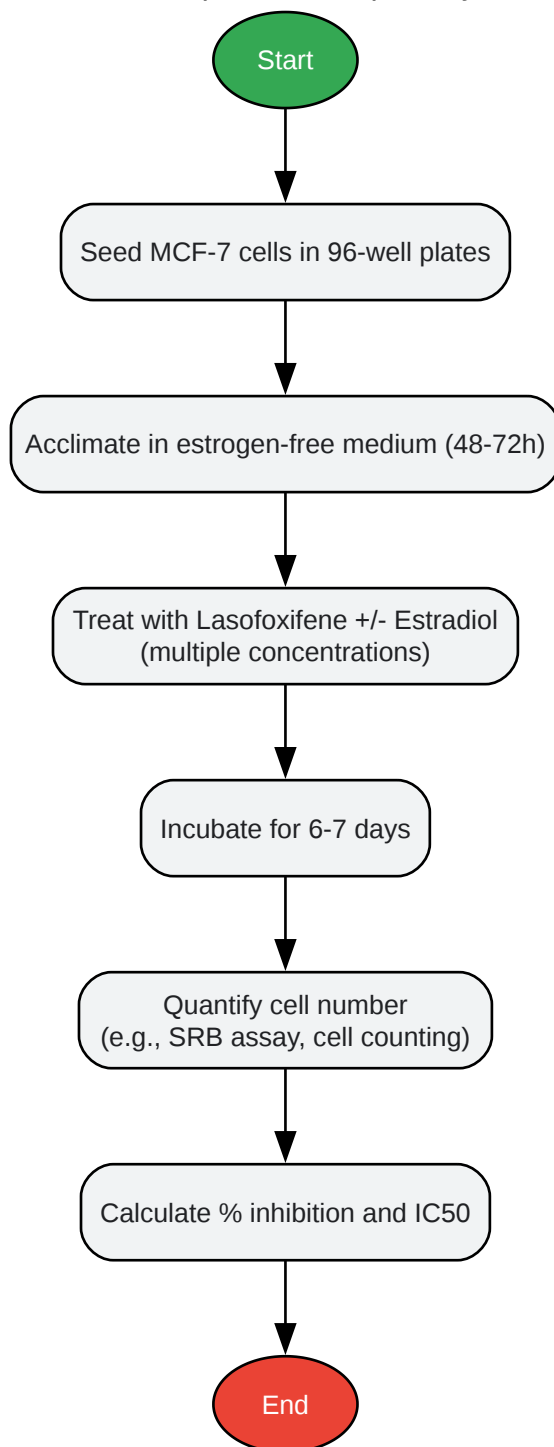 Start
Seed MCF-7 cells in 96-well plates
Acclimate in estrogen-free medium (48-72h)
Treat with Lasofoxifene +/- Estradiol
(multiple concentrations)
Incubate for 6-7 days
Quantify cell number
(e.g., SRB assay, cell counting)
Calculate % inhibition and IC50
End